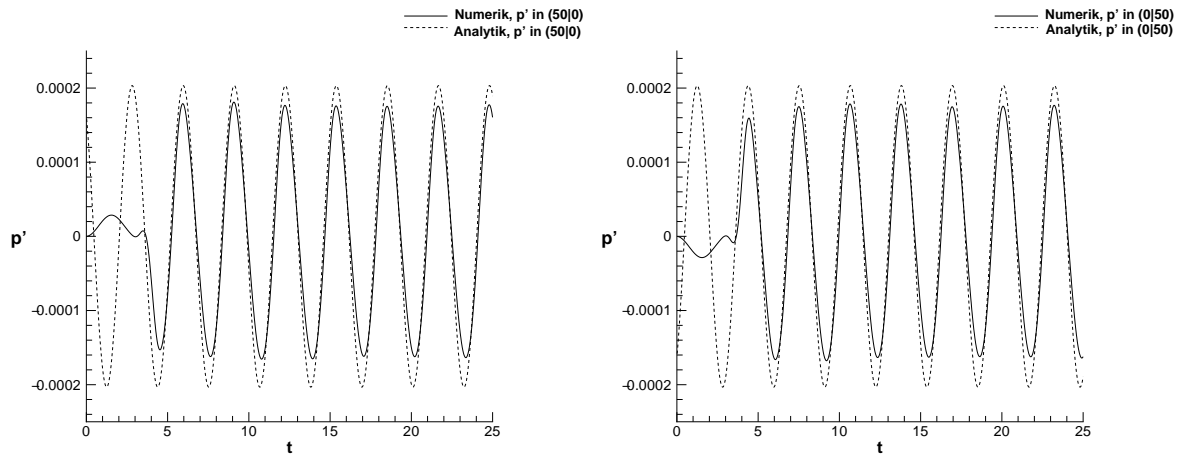 Numerik, p’ in (50|0)
Analytik, p’ in (50|0)
0.0002
0.0001
0
−0.0001
−0.0002
p’
0
5
10
15
20
25
t
Numerik, p’ in (0|50)
Analytik, p’ in (0|50)
0.0002
0.0001
0
−0.0001
−0.0002
p’
0
5
10
15
20
25
t